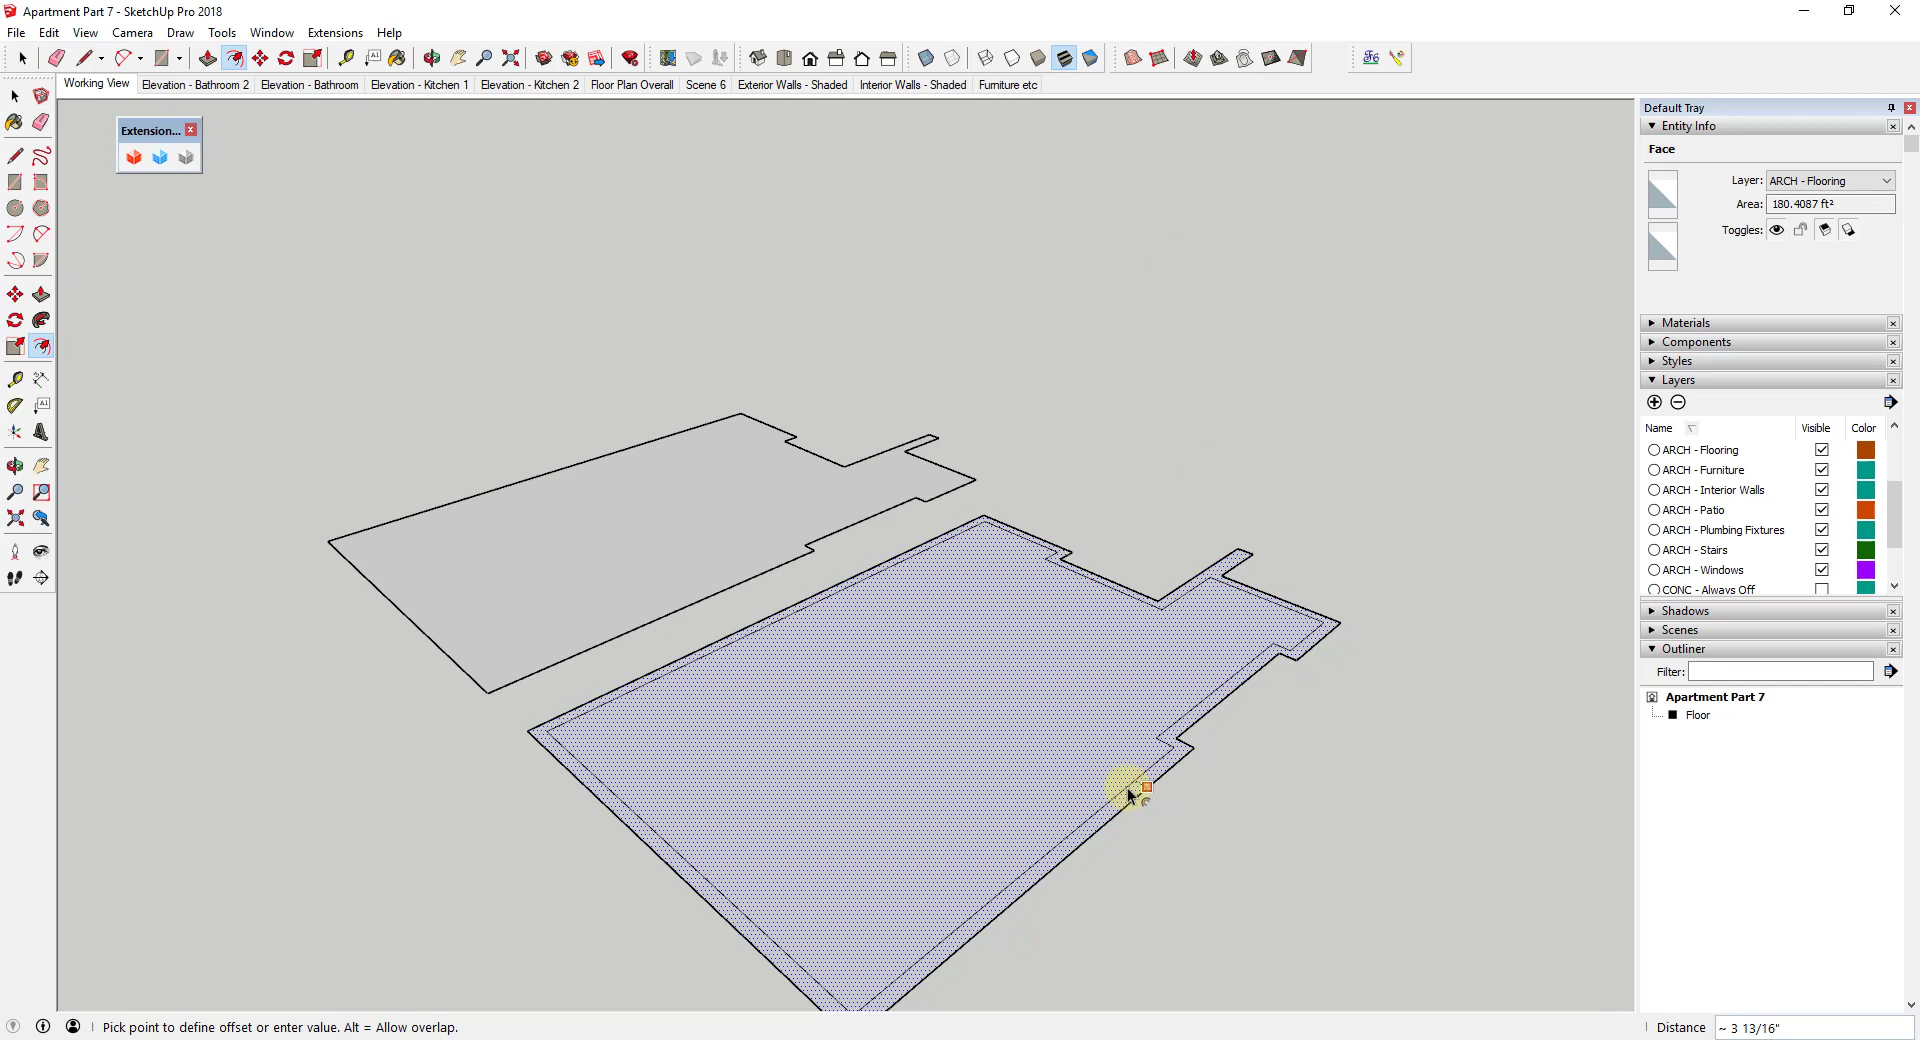 Apartment Part 7 - SketchUp Pro 2018
File Edit View Camera Draw Tools Window Extensions Help
Working View Elevation - Bathroom 2 Elevation - Bathroom Elevation - Kitchen 1 Elevation - Kitchen 2 Floor Plan Overall Scene 6 Exterior Walls - Shaded Interior Walls - Shaded Furniture etc
Extension...
Default Tray
Entity Info
Face
Layer: ARCH - Flooring
Area: 180.4087 ft²
Toggles:
Materials
Components
Styles
Layers
Name Visible Color
ARCH - Flooring
ARCH - Furniture
ARCH - Interior Walls
ARCH - Patio
ARCH - Plumbing Fixtures
ARCH - Stairs
ARCH - Windows
CONC - Always Off
Shadows
Scenes
Outliner
Filter:
Apartment Part 7
Floor
Pick point to define offset or enter value. Alt = Allow overlap.
Distance ~ 3 13/16"